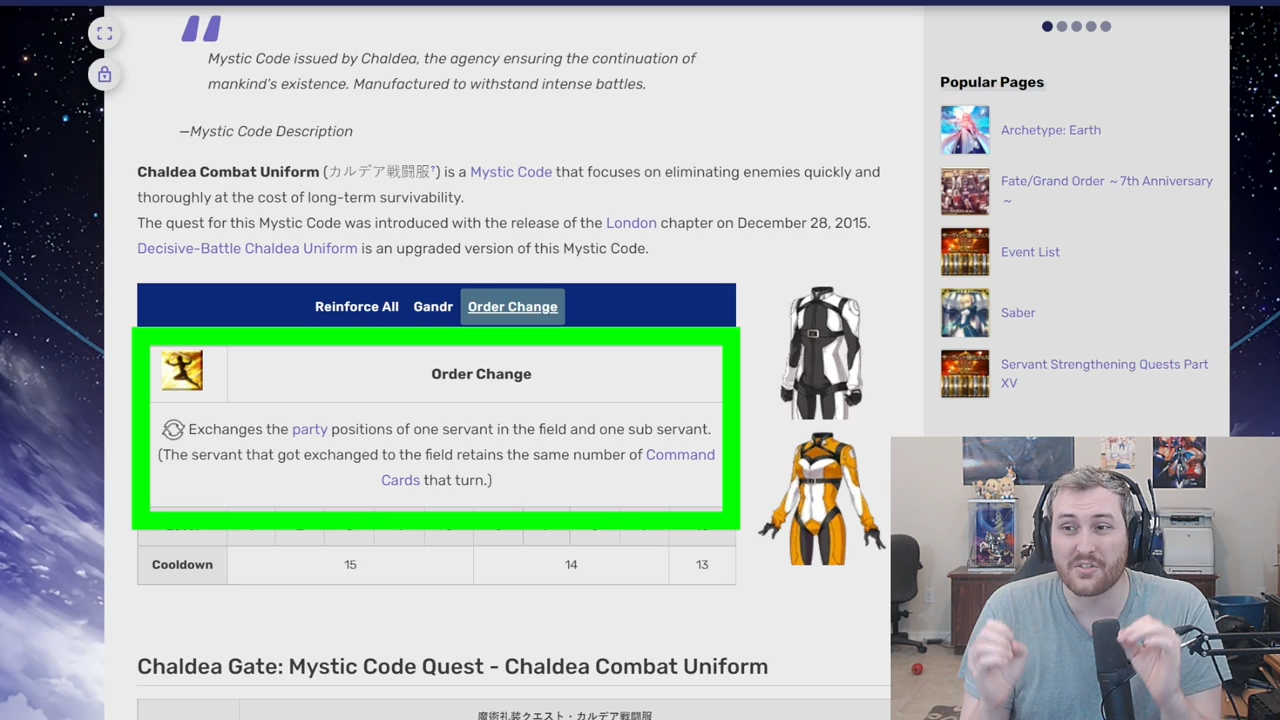 Mystic Code issued by Chaldea, the agency ensuring the continuation of
mankind's existence. Manufactured to withstand intense battles.
—Mystic Code Description
Chaldea Combat Uniform (カルデア戦闘服?) is a Mystic Code that focuses on eliminating enemies quickly and
thoroughly at the cost of long-term survivability.
The quest for this Mystic Code was introduced with the release of the London chapter on December 28, 2015.
Decisive-Battle Chaldea Uniform is an upgraded version of this Mystic Code.
Reinforce All Gandr Order Change
Order Change
Exchanges the party positions of one servant in the field and one sub servant.
(The servant that got exchanged to the field retains the same number of Command
Cards that turn.)
Cooldown 15 14 13
Chaldea Gate: Mystic Code Quest - Chaldea Combat Uniform
魔術礼装クエスト・カルデア戦闘服
Popular Pages
Archetype: Earth
Fate/Grand Order ～7th Anniversary
～
Event List
Saber
Servant Strengthening Quests Part
XV